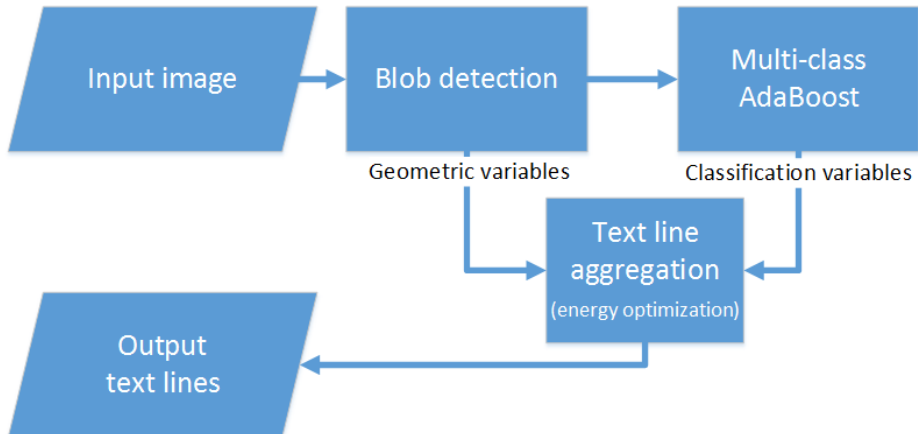 Input image
Blob detection
Multi-class
AdaBoost
Geometric variables
Classification variables
Text line
aggregation
(energy optimization)
Output
text lines